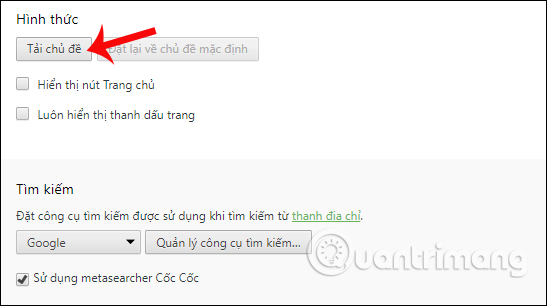 Hình thức
Tải chủ đề
Đặt lại về chủ đề mặc định
Hiển thị nút Trang chủ
Luôn hiển thị thanh dấu trang
Tìm kiếm
Đặt công cụ tìm kiếm được sử dụng khi tìm kiếm từ thanh địa chỉ.
Google
Quản lý công cụ tìm kiếm...
Sử dụng metasearcher Cốc Cốc
Quantrimang